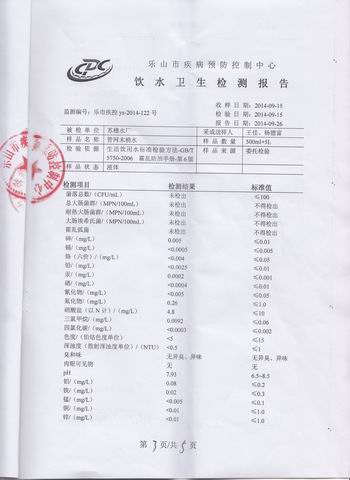 CDC
乐山市疾病预防控制中心
饮水卫生检测报告
收样日期：2014-09-15
检测日期：2014-09-15
监测编号：乐市疾控 ys-2014-122 号
报告日期：2014-09-26
被检单位 苏稽水厂 采或送样人 王佳、杨德富
样品名称 管网末梢水 样品数量 500ml+5L
检验依据 生活饮用水标准检验方法-GB/T 样品来源 委托检验
5750-2006 霍乱防治手册-第6版
样品状态 液体
检测项目 检测结果 标准值
菌落总数/（CFU/mL） 未检出 ≤100
总大肠菌群/（MPN/100mL） 未检出 不得检出
耐热大肠菌群/（MPN/100mL） 未检出 不得检出
大肠埃希氏菌/（MPN/100mL） 未检出 不得检出
霍乱弧菌 未检出 不得检出
砷/（mg/L） 0.005 ≤0.01
镉/（mg/L） <0.0005 ≤0.005
铬（六价）/（mg/L） <0.004 ≤0.05
铅/（mg/L） <0.0025 ≤0.01
汞/（mg/L） <0.0002 ≤0.001
硒/（mg/L） <0.0004 ≤0.01
氰化物/（mg/L） <0.005 ≤0.05
氟化物/（mg/L） 0.26 ≤1.0
硝酸盐（以 N 计）/（mg/L） 4.8 ≤10
三氯甲烷/（mg/L） 0.0092 ≤0.06
四氯化碳/（mg/L） <0.0003 ≤0.002
色度/（铂钴色度单位） <5 ≤15
浑浊度（散射浑浊度单位）/（NTU） <0.5 ≤1
臭和味 无异臭、异味 无异臭、异味
肉眼可见物 无 无
pH 7.93 6.5~8.5
铝/（mg/L） 0.08 ≤0.2
铁/（mg/L） 0.02 ≤0.3
锰/（mg/L） <0.005 ≤0.1
铜/（mg/L） <0.01 ≤1.0
锌/（mg/L） <0.01 ≤1.0
第 3 页/共 5 页